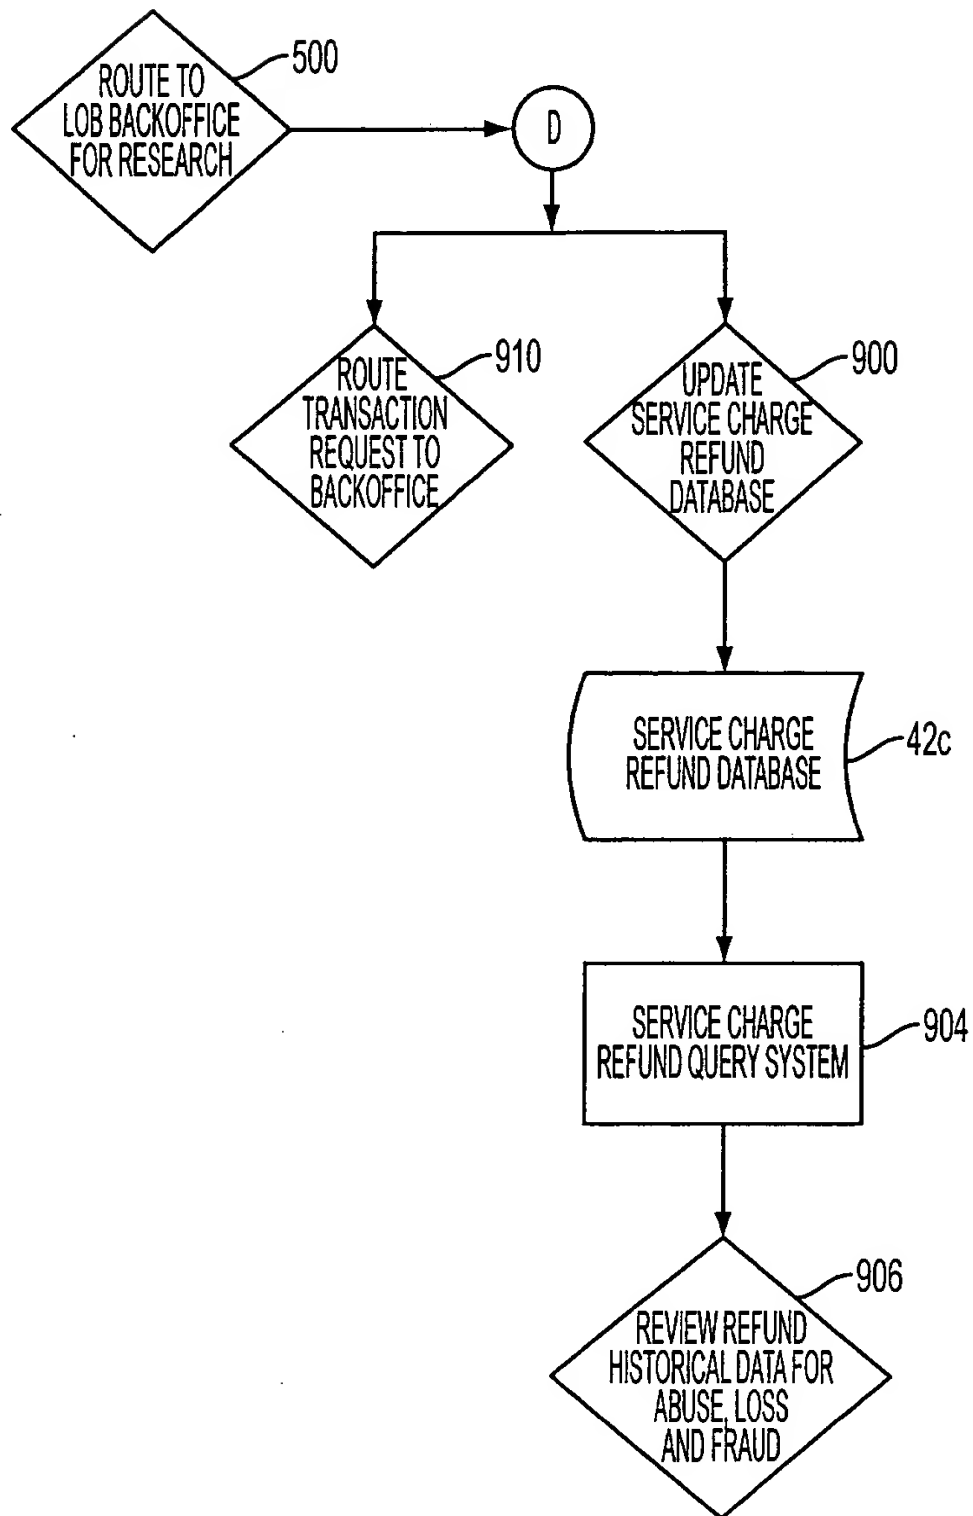 500
ROUTE TO
LOB BACKOFFICE
FOR RESEARCH
D
910
ROUTE
TRANSACTION
REQUEST TO
BACKOFFICE
900
UPDATE
SERVICE CHARGE
REFUND
DATABASE
SERVICE CHARGE
REFUND DATABASE
42c
SERVICE CHARGE
REFUND QUERY SYSTEM
904
906
REVIEW REFUND
HISTORICAL DATA FOR
ABUSE, LOSS
AND FRAUD